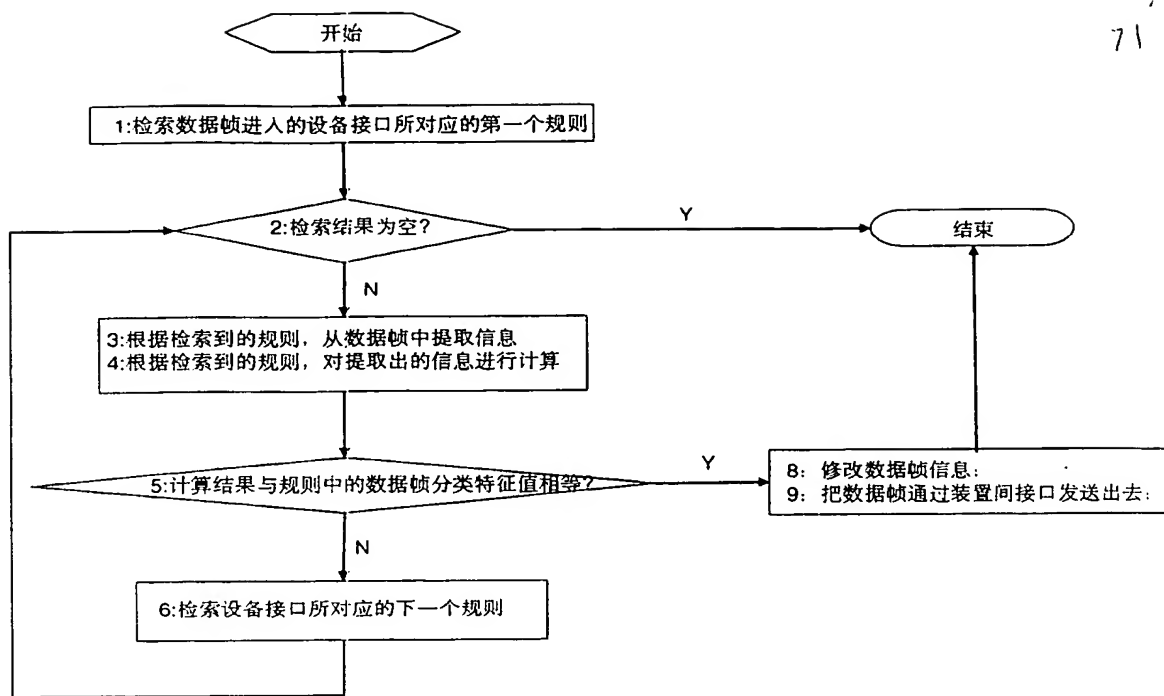 开始
71
1:检索数据帧进入的设备接口所对应的第一个规则
2:检索结果为空?
Y
结束
N
3:根据检索到的规则，从数据帧中提取信息
4:根据检索到的规则，对提取出的信息进行计算
5:计算结果与规则中的数据帧分类特征值相等?
Y
8：修改数据帧信息;
9：把数据帧通过装置间接口发送出去;
N
6:检索设备接口所对应的下一个规则